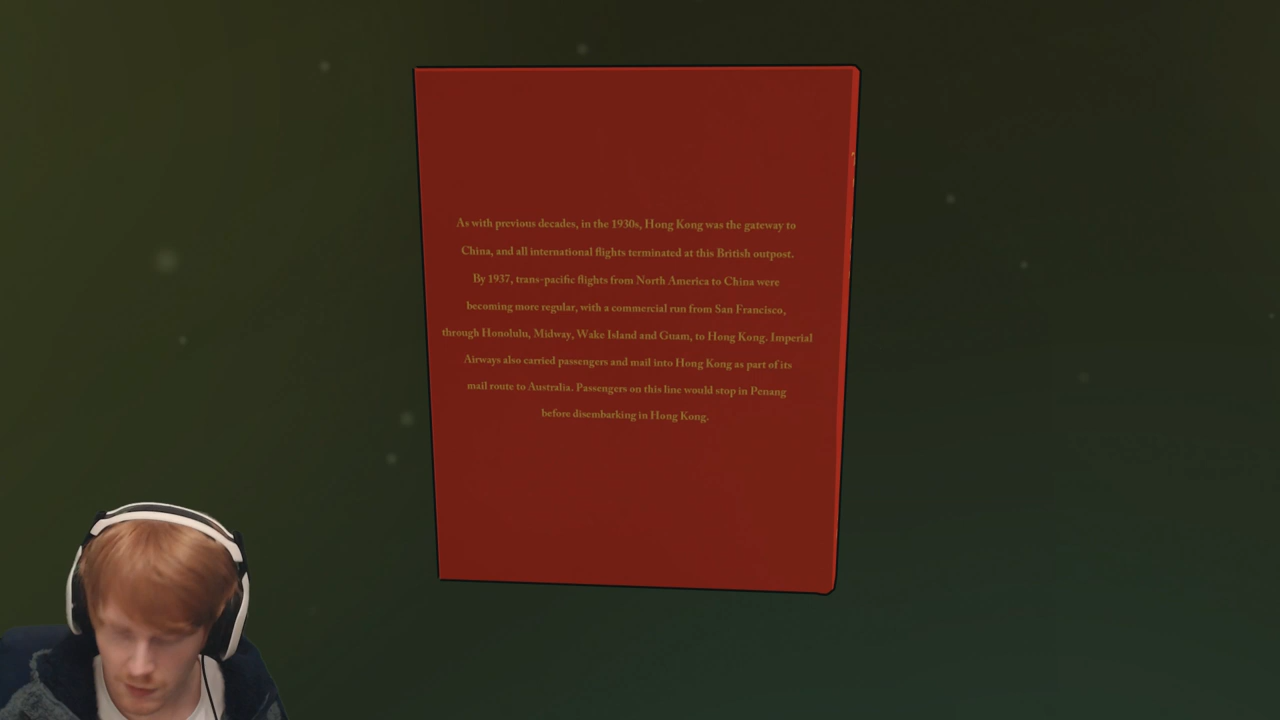 As with previous decades, in the 1930s, Hong Kong was the gateway to
China, and all international flights terminated at this British outpost.
By 1937, trans-pacific flights from North America to China were
becoming more regular, with a commercial run from San Francisco,
through Honolulu, Midway, Wake Island and Guam, to Hong Kong. Imperial
Airways also carried passengers and mail into Hong Kong as part of its
mail route to Australia. Passengers on this line would stop in Penang
before disembarking in Hong Kong.